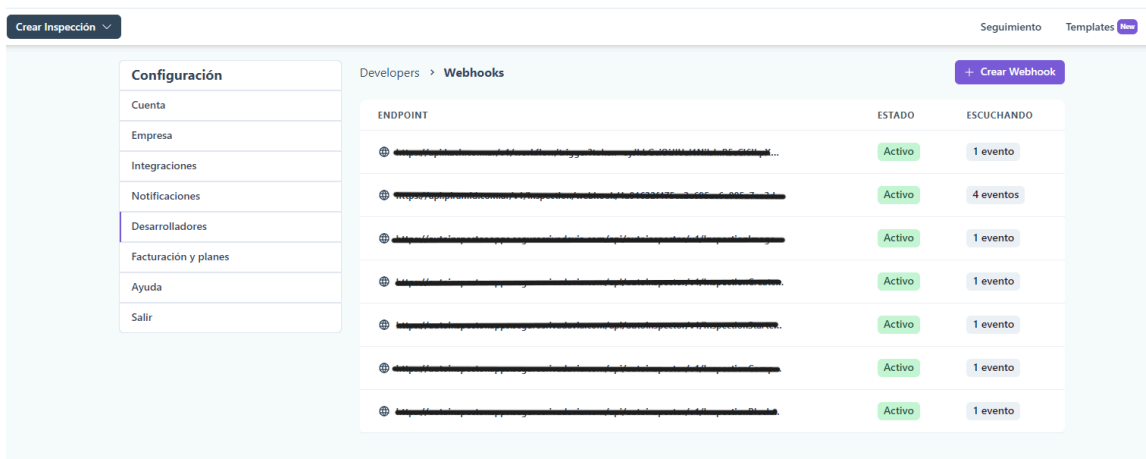 Crear Inspección
Seguimiento
Templates New
Configuración
Cuenta
Empresa
Integraciones
Notificaciones
Desarrolladores
Facturación y planes
Ayuda
Salir
Developers > Webhooks
+ Crear Webhook
ENDPOINT ESTADO ESCUCHANDO
Activo 1 evento
Activo 4 eventos
Activo 1 evento
Activo 1 evento
Activo 1 evento
Activo 1 evento
Activo 1 evento